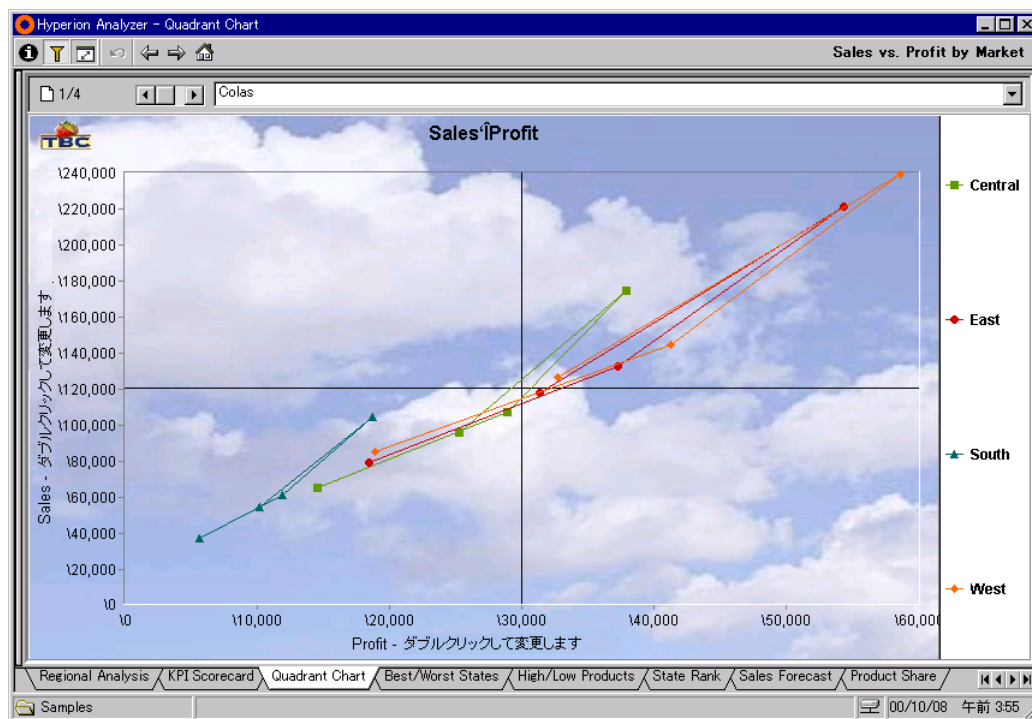 Hyperion Analyzer - Quadrant Chart
Sales vs. Profit by Market
1/4
Colas
TBC
Sales‘ÎProfit
\240,000
\220,000
\200,000
\180,000
\160,000
\140,000
\120,000
\100,000
\80,000
\60,000
\40,000
\20,000
\0
Sales - ダブルクリックして変更します
\0 \10,000 \20,000 \30,000 \40,000 \50,000 \60,000
Profit - ダブルクリックして変更します
Central
East
South
West
Regional Analysis KPI Scorecard Quadrant Chart Best/Worst States High/Low Products State Rank Sales Forecast Product Share
Samples 00/10/08 午前 3:55